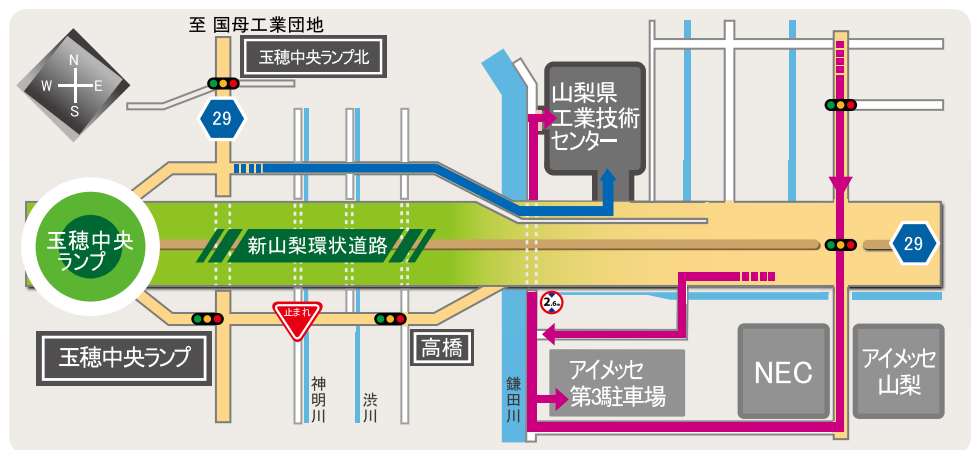 至 国母工業団地
玉穂中央ランプ北
N
W E
S
29
山梨県
工業技術
センター
玉穂中央
ランプ
新山梨環状道路
29
2.6m
止まれ
玉穂中央ランプ
高橋
神明川
渋川
鎌田川
アイメッセ
第3駐車場
NEC
アイメッセ
山梨